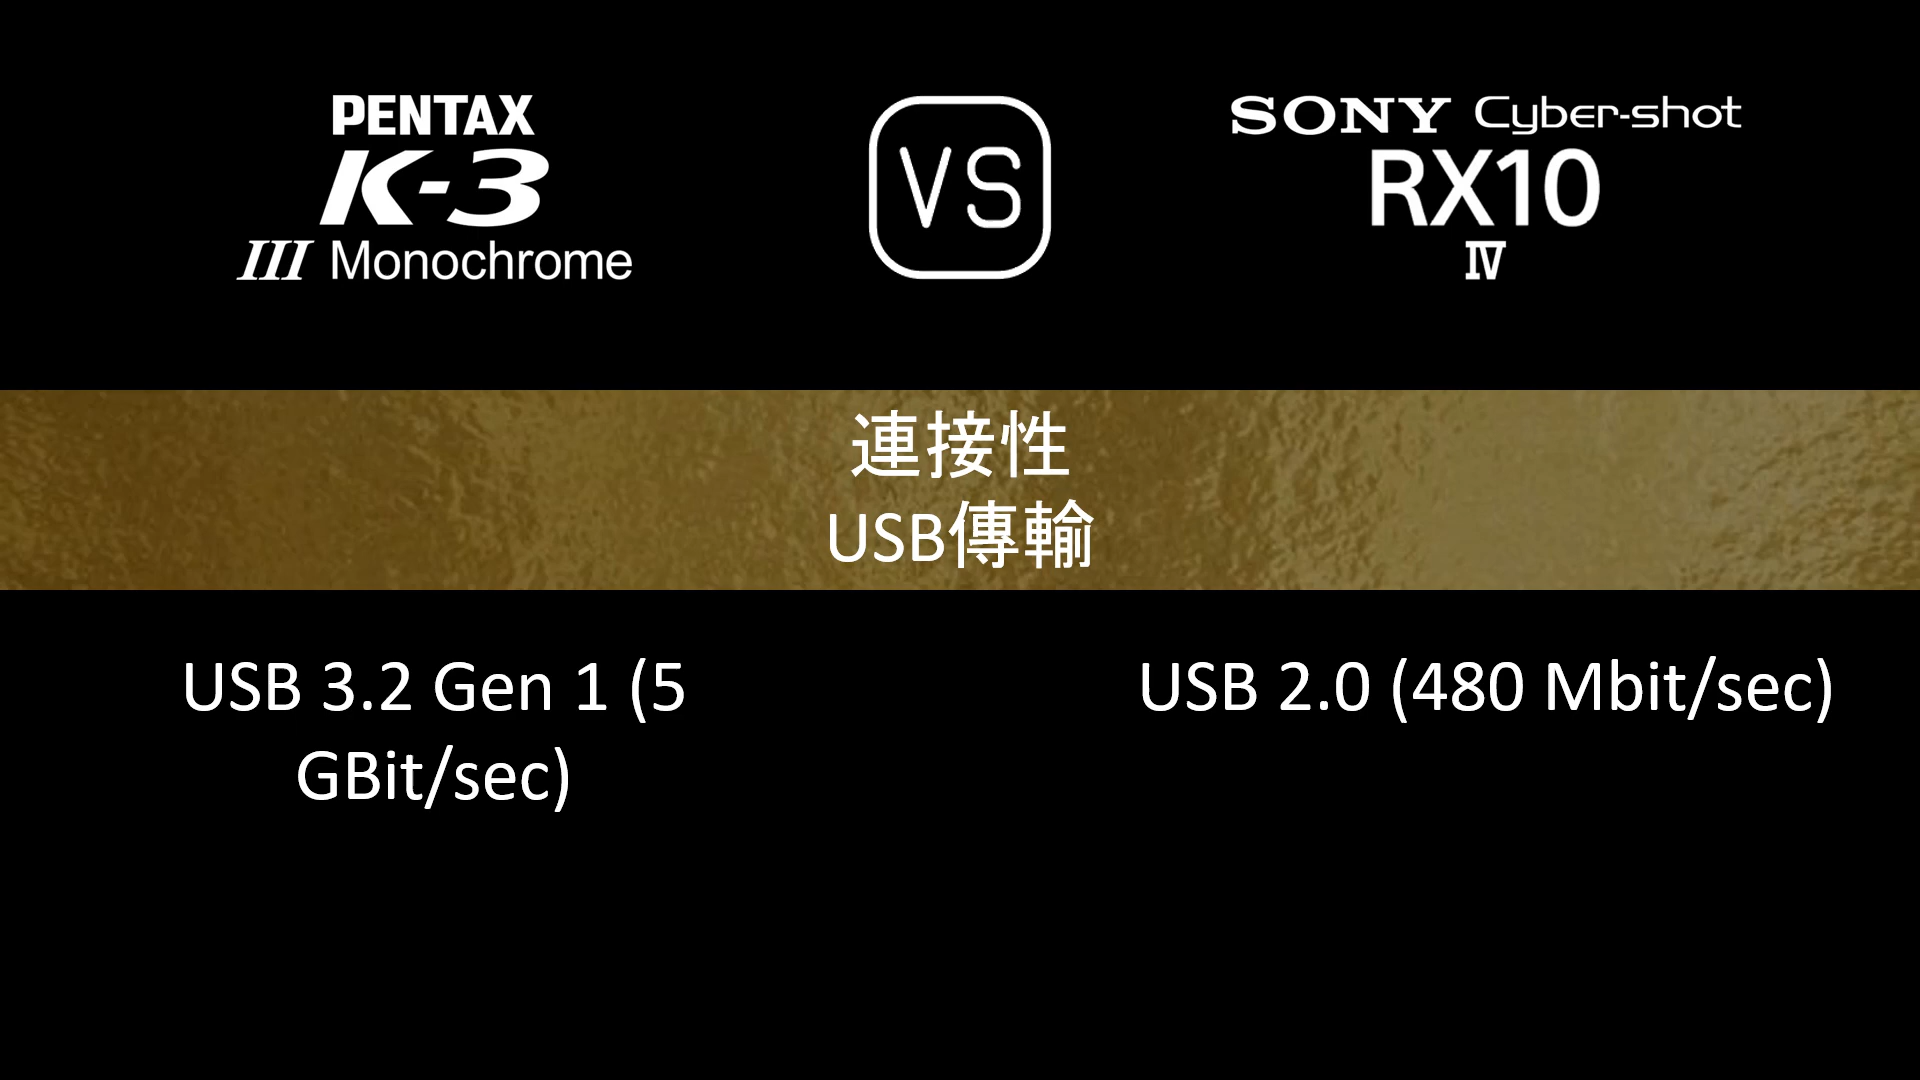 PENTAX
K-3
III Monochrome
VS
SONY Cyber-shot
RX10
IV
連接性
USB傳輸
USB 3.2 Gen 1 (5
GBit/sec)
USB 2.0 (480 Mbit/sec)